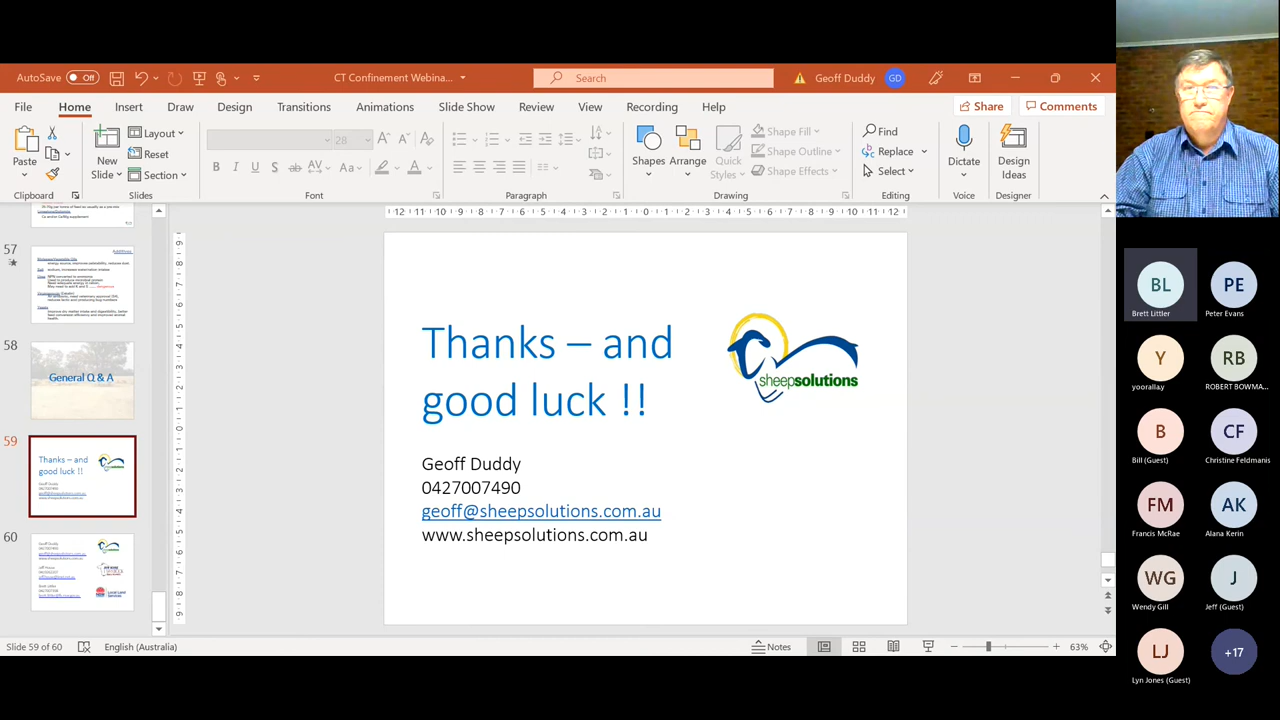 AutoSave
Off
CT Confinement Webina...
Search
Geoff Duddy
GD
File
Home
Insert
Draw
Design
Transitions
Animations
Slide Show
Review
View
Recording
Help
Share
Comments
Paste
New
Slide
Layout
Reset
Section
28
Shapes
Arrange
Quick
Styles
Shape Fill
Shape Outline
Shape Effects
Find
Replace
Select
Dictate
Design
Ideas
Clipboard
Slides
Font
Paragraph
Drawing
Editing
Voice
Designer
57
58
General Q & A
59
Thanks – and
good luck !!
60
Thanks – and
good luck !!
sheepsolutions
Geoff Duddy
0427007490
geoff@sheepsolutions.com.au
www.sheepsolutions.com.au
Slide 59 of 60
English (Australia)
Notes
63%
BL
Brett Littler
PE
Peter Evans
Y
yoorallay
RB
ROBERT BOWMA...
B
Bill (Guest)
CF
Christine Feldmanis
FM
Francis McRae
AK
Alana Kerin
WG
Wendy Gill
J
Jeff (Guest)
LJ
Lyn Jones (Guest)
+17